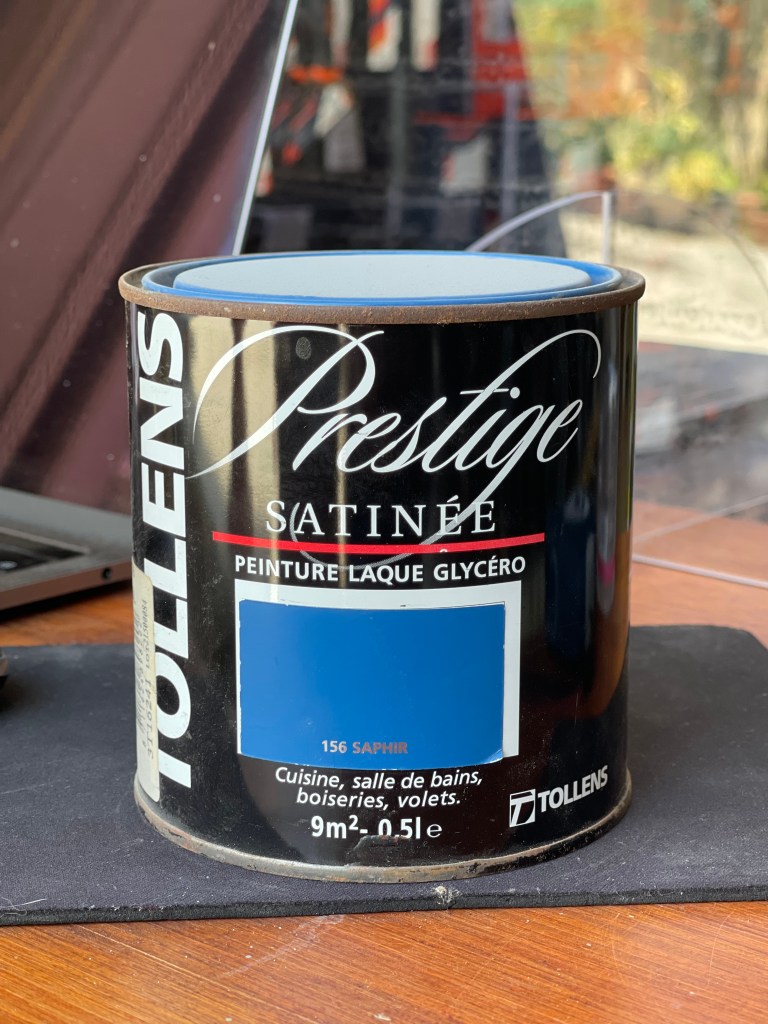 TOLLENS
Prestige
SATINÉE
PEINTURE LAQUE GLYCÉRO
156 SAPHIR
Cuisine, salle de bains,
boiseries, volets.
9m²- 0,5l e
TOLLENS